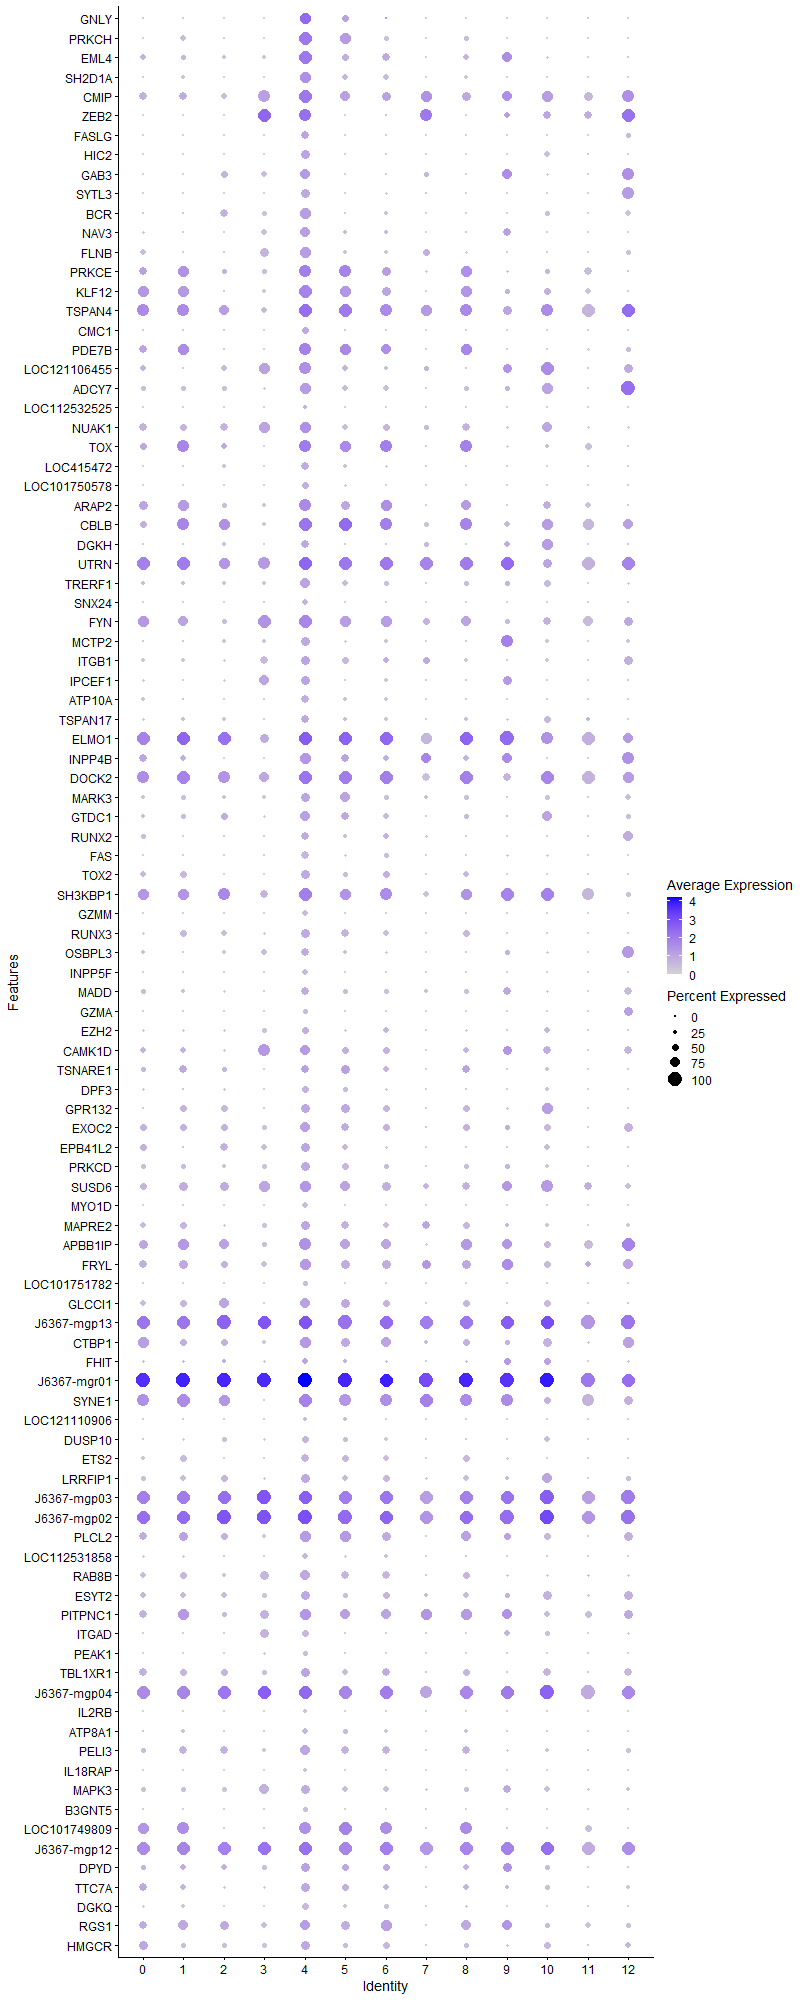 GNLY
PRKCH
EML4
SH2D1A
CMIP
ZEB2
FASLG
HIC2
GAB3
SYTL3
BCR
NAV3
FLNB
PRKCE
KLF12
TSPAN4
CMC1
PDE7B
LOC121106455
ADCY7
LOC112532525
NUAK1
TOX
LOC415472
LOC101750578
ARAP2
CBLB
DGKH
UTRN
TRERF1
SNX24
FYN
MCTP2
ITGB1
IPCEF1
ATP10A
TSPAN17
ELMO1
INPP4B
DOCK2
MARK3
GTDC1
RUNX2
FAS
TOX2
SH3KBP1
GZMM
RUNX3
OSBPL3
INPP5F
MADD
GZMA
EZH2
CAMK1D
TSNARE1
DPF3
GPR132
EXOC2
EPB41L2
PRKCD
SUSD6
MYO1D
MAPRE2
APBB1IP
FRYL
LOC101751782
GLCCI1
J6367-mgp13
CTBP1
FHIT
J6367-mgr01
SYNE1
LOC121110906
DUSP10
ETS2
LRRFIP1
J6367-mgp03
J6367-mgp02
PLCL2
LOC112531858
RAB8B
ESYT2
PITPNC1
ITGAD
PEAK1
TBL1XR1
J6367-mgp04
IL2RB
ATP8A1
PELI3
IL18RAP
MAPK3
B3GNT5
LOC101749809
J6367-mgp12
DPYD
TTC7A
DGKQ
RGS1
HMGCR
Features
0 1 2 3 4 5 6 7 8 9 10 11 12
Identity
Average Expression
4
3
2
1
0
Percent Expressed
0
25
50
75
100